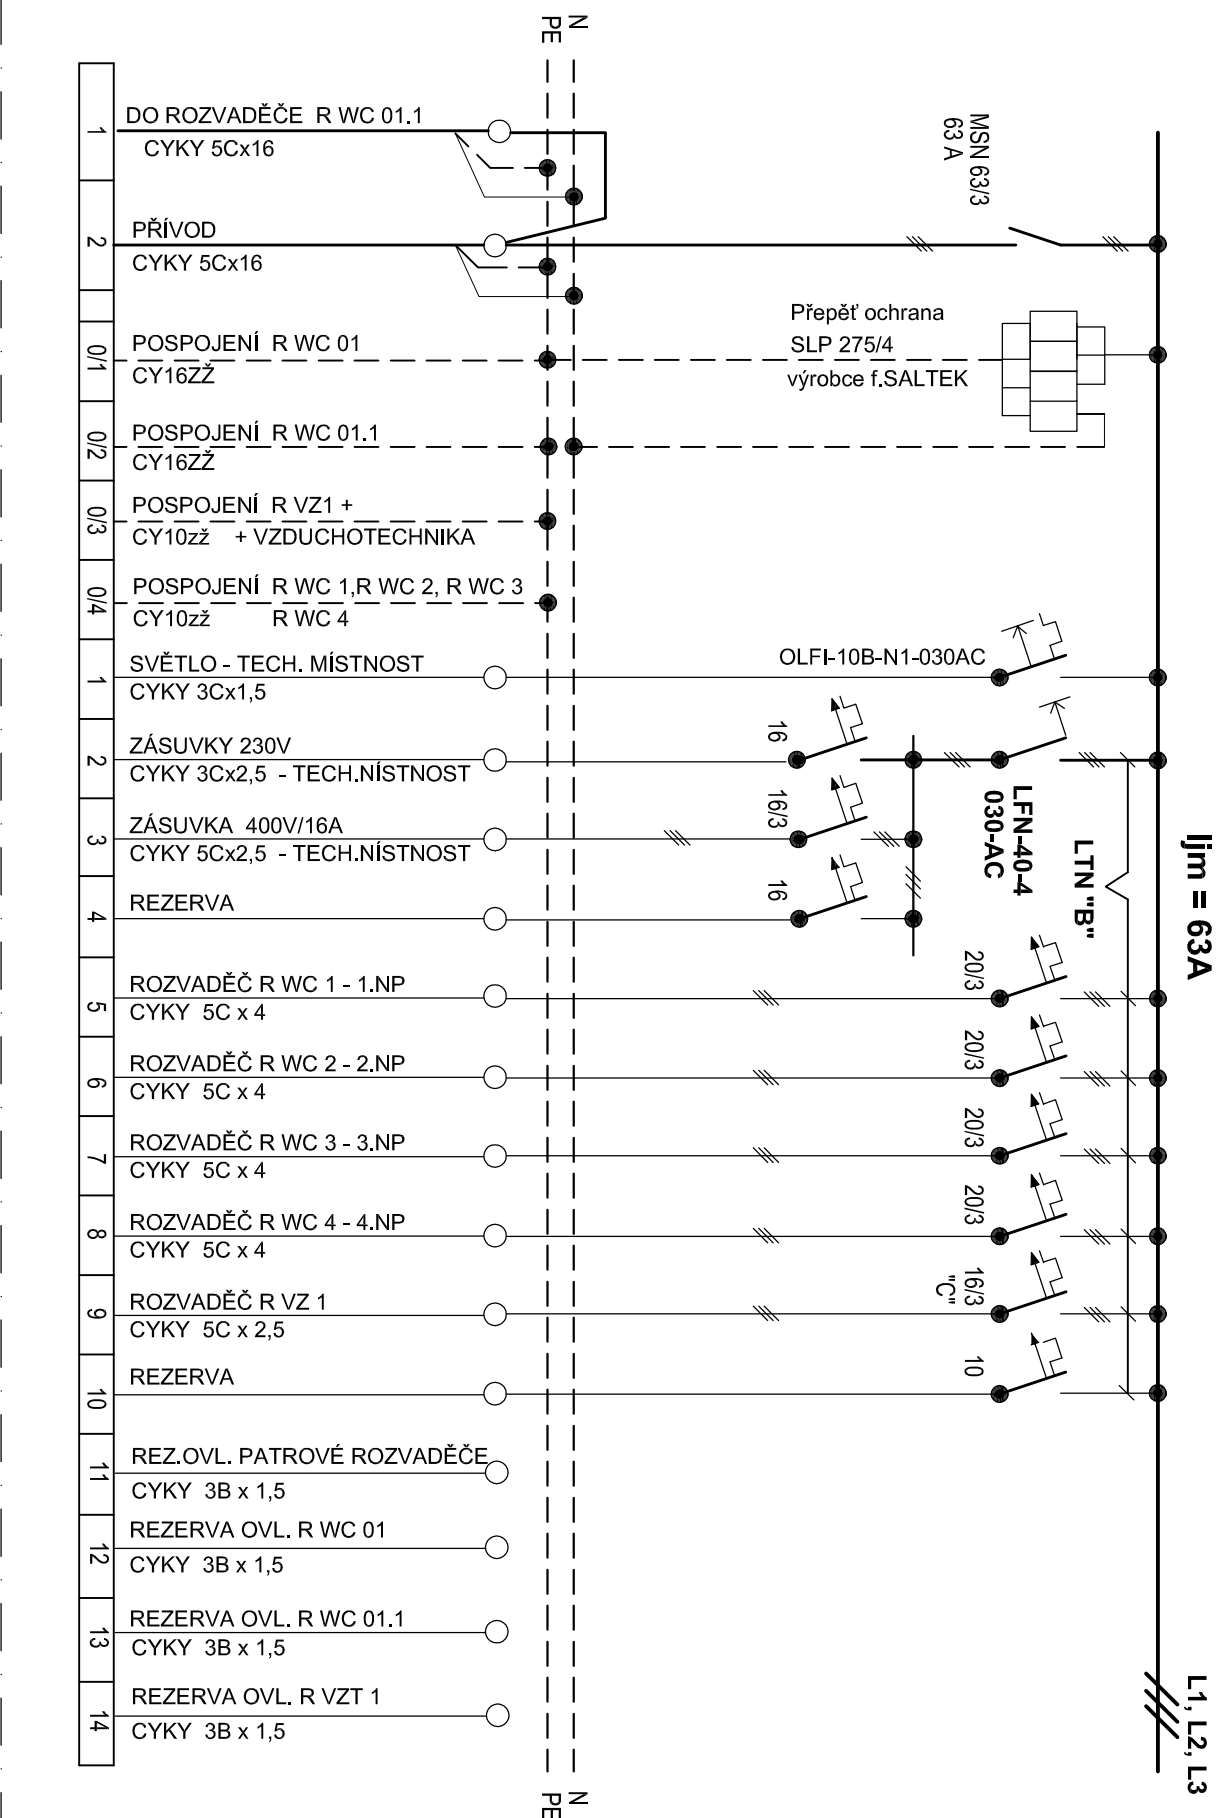 N
PE
1
DO ROZVADĚČE R WC 01.1
CYKY 5Cx16
MSN 63/3
63 A
2
PŘÍVOD
CYKY 5Cx16
0/1
POSPOJENÍ R WC 01
CY16ZŽ
Přepěť ochrana
SLP 275/4
výrobce f.SALTEK
0/2
POSPOJENÍ R WC 01.1
CY16ZŽ
0/3
POSPOJENÍ R VZ1 +
CY10zž + VZDUCHOTECHNIKA
0/4
POSPOJENÍ R WC 1,R WC 2, R WC 3
CY10zž R WC 4
1
SVĚTLO - TECH. MÍSTNOST
CYKY 3Cx1,5
OLFI-10B-N1-030AC
2
ZÁSUVKY 230V
CYKY 3Cx2,5 - TECH.NÍSTNOST
16
LFN-40-4
030-AC
LTN "B"
Ijm = 63A
3
ZÁSUVKA 400V/16A
CYKY 5Cx2,5 - TECH.NÍSTNOST
16/3
4
REZERVA
16
5
ROZVADĚČ R WC 1 - 1.NP
CYKY 5C x 4
20/3
6
ROZVADĚČ R WC 2 - 2.NP
CYKY 5C x 4
20/3
7
ROZVADĚČ R WC 3 - 3.NP
CYKY 5C x 4
20/3
8
ROZVADĚČ R WC 4 - 4.NP
CYKY 5C x 4
20/3
9
ROZVADĚČ R VZ 1
CYKY 5C x 2,5
16/3
"C"
10
REZERVA
10
11
REZ.OVL. PATROVÉ ROZVADĚČE
CYKY 3B x 1,5
12
REZERVA OVL. R WC 01
CYKY 3B x 1,5
13
REZERVA OVL. R WC 01.1
CYKY 3B x 1,5
14
REZERVA OVL. R VZT 1
CYKY 3B x 1,5
L1, L2, L3
N
PE